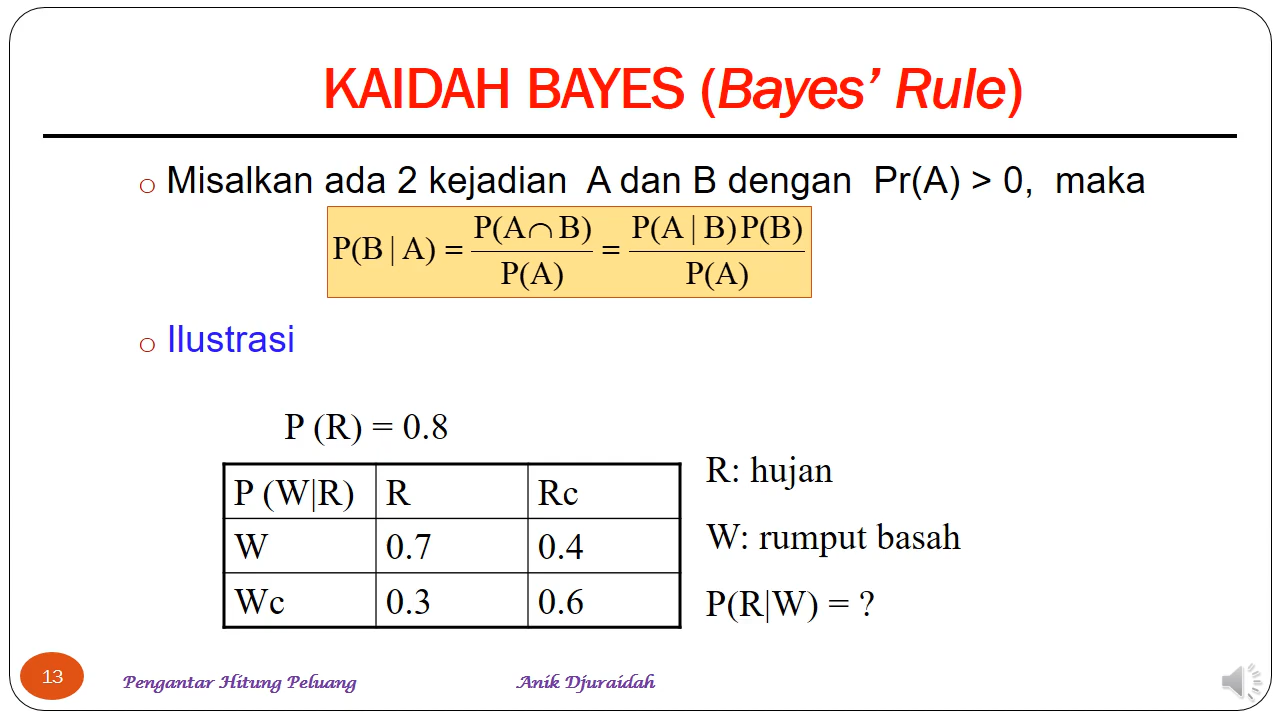 KAIDAH BAYES (Bayes' Rule)
Misalkan ada 2 kejadian A dan B dengan Pr(A) > 0, maka
P(B | A) = P(A ∩ B) / P(A) = P(A | B) P(B) / P(A)
Ilustrasi
P (R) = 0.8
P (W|R) R Rc
W 0.7 0.4
Wc 0.3 0.6
R: hujan
W: rumput basah
P(R|W) = ?
13 Pengantar Hitung Peluang Anik Djuraidah